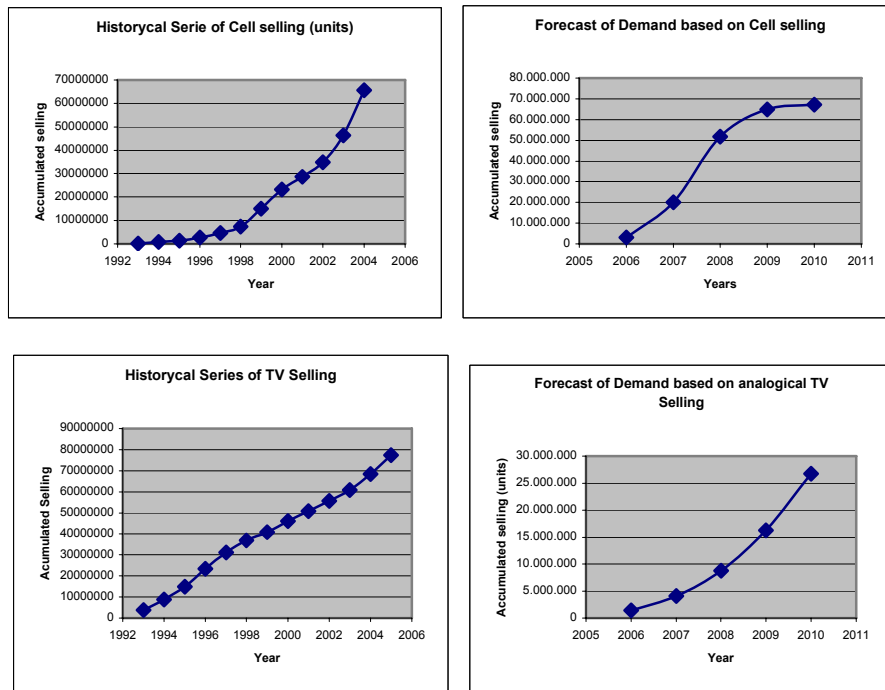 Historycal Serie of Cell selling (units)
Accumulated selling
70000000
60000000
50000000
40000000
30000000
20000000
10000000
0
1992 1994 1996 1998 2000 2002 2004 2006
Year
Forecast of Demand based on Cell selling
Accumulated selling
80.000.000
70.000.000
60.000.000
50.000.000
40.000.000
30.000.000
20.000.000
10.000.000
0
2005 2006 2007 2008 2009 2010 2011
Years
Historycal Series of TV Selling
Acumulated Selling
90000000
80000000
70000000
60000000
50000000
40000000
30000000
20000000
10000000
0
1992 1994 1996 1998 2000 2002 2004 2006
Year
Forecast of Demand based on analogical TV
Selling
Accumulated selling (units)
30.000.000
25.000.000
20.000.000
15.000.000
10.000.000
5.000.000
0
2005 2006 2007 2008 2009 2010 2011
Year